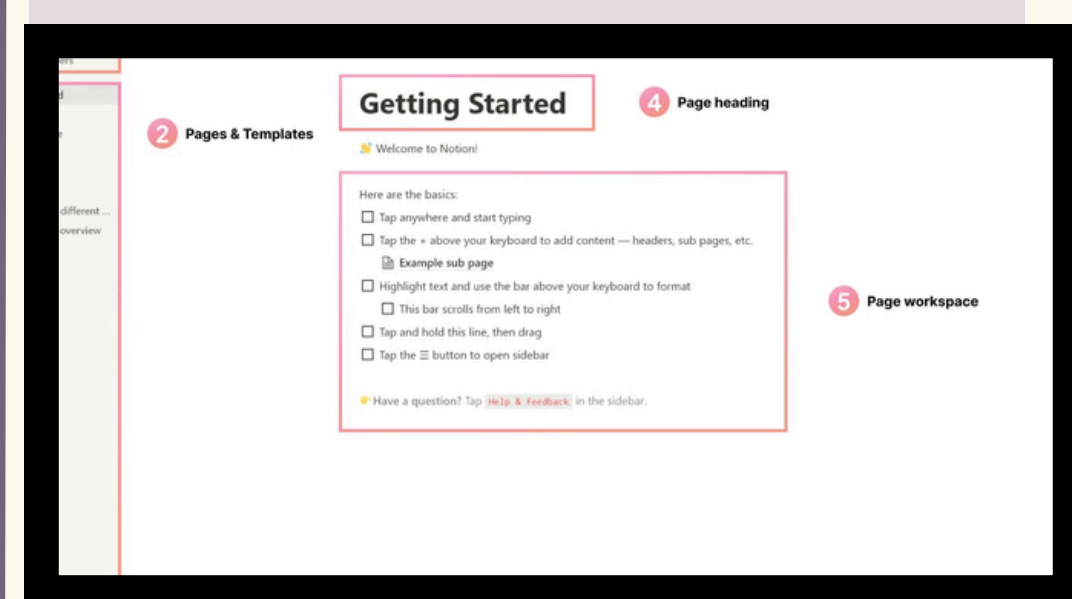 ers
d
e
different ...
overview
2 Pages & Templates
Getting Started
4 Page heading
👋 Welcome to Notion!
Here are the basics:
Tap anywhere and start typing
Tap the + above your keyboard to add content — headers, sub pages, etc.
Example sub page
Highlight text and use the bar above your keyboard to format
This bar scrolls from left to right
Tap and hold this line, then drag
Tap the ☰ button to open sidebar
👉Have a question? Tap Help & feedback in the sidebar.
5 Page workspace